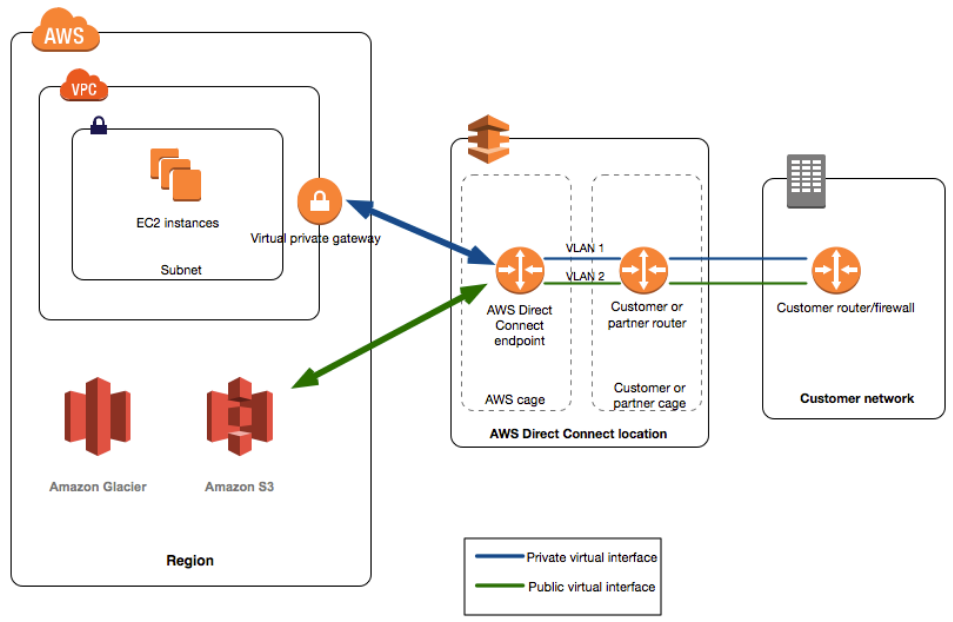 AWS
VPC
EC2 instances
Virtual private gateway
Subnet
Amazon Glacier
Amazon S3
Region
VLAN 1
VLAN 2
AWS Direct
Connect
endpoint
Customer or
partner router
AWS cage
Customer or
partner cage
AWS Direct Connect location
Customer router/firewall
Customer network
Private virtual interface
Public virtual interface